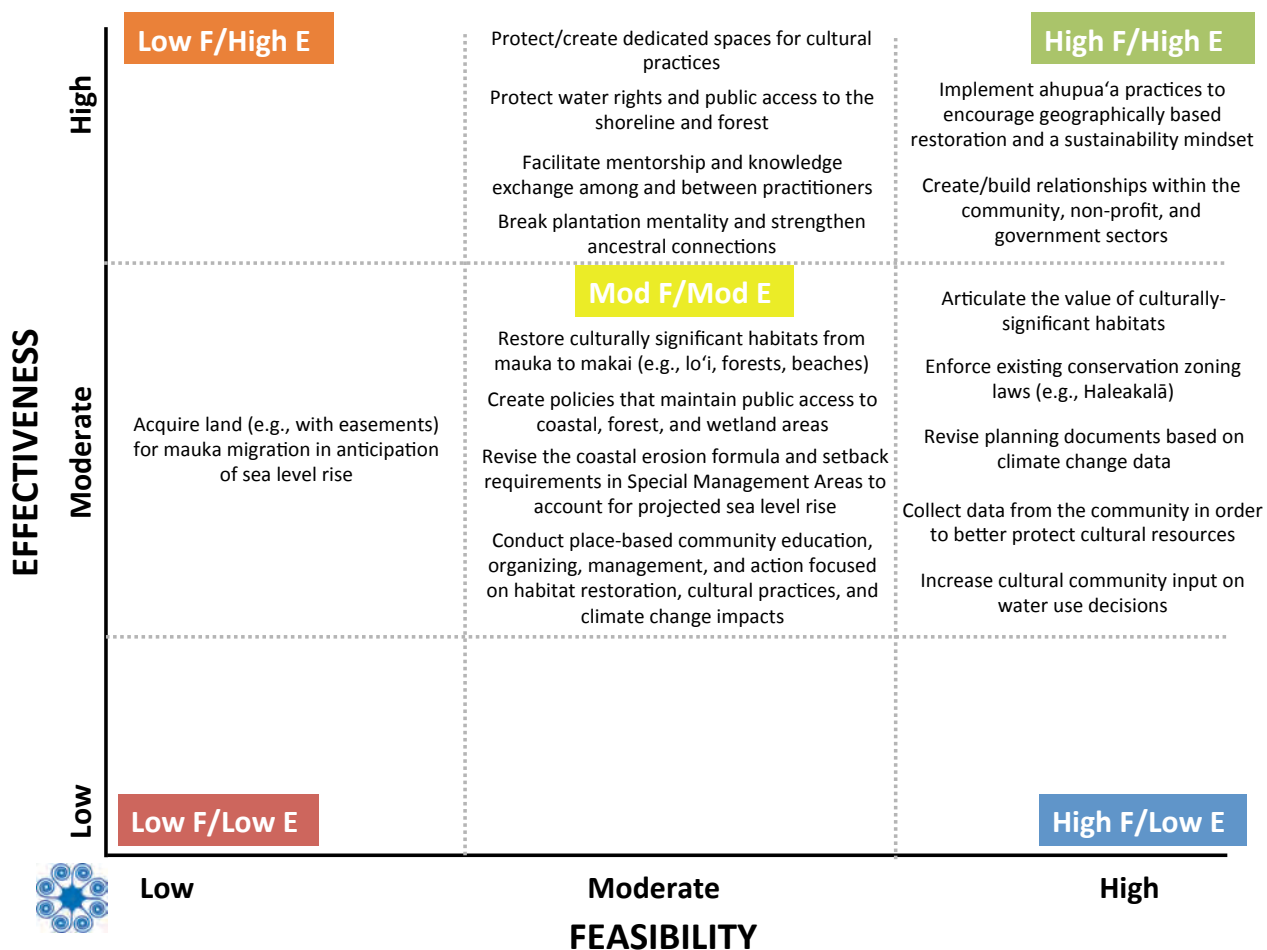 Low F/High E
Protect/create dedicated spaces for cultural
practices
Protect water rights and public access to the
shoreline and forest
Facilitate mentorship and knowledge
exchange among and between practitioners
Break plantation mentality and strengthen
ancestral connections
High F/High E
Implement ahupua‘a practices to
encourage geographically based
restoration and a sustainability mindset
Create/build relationships within the
community, non-profit, and
government sectors
High
EFFECTIVENESS
Moderate
Acquire land (e.g., with easements)
for mauka migration in anticipation
of sea level rise
Mod F/Mod E
Restore culturally significant habitats from
mauka to makai (e.g., lo‘i, forests, beaches)
Create policies that maintain public access to
coastal, forest, and wetland areas
Revise the coastal erosion formula and setback
requirements in Special Management Areas to
account for projected sea level rise
Conduct place-based community education,
organizing, management, and action focused
on habitat restoration, cultural practices, and
climate change impacts
Articulate the value of culturally-
significant habitats
Enforce existing conservation zoning
laws (e.g., Haleakalā)
Revise planning documents based on
climate change data
Collect data from the community in order
to better protect cultural resources
Increase cultural community input on
water use decisions
Low
Low F/Low E
High F/Low E
Low
Moderate
High
FEASIBILITY